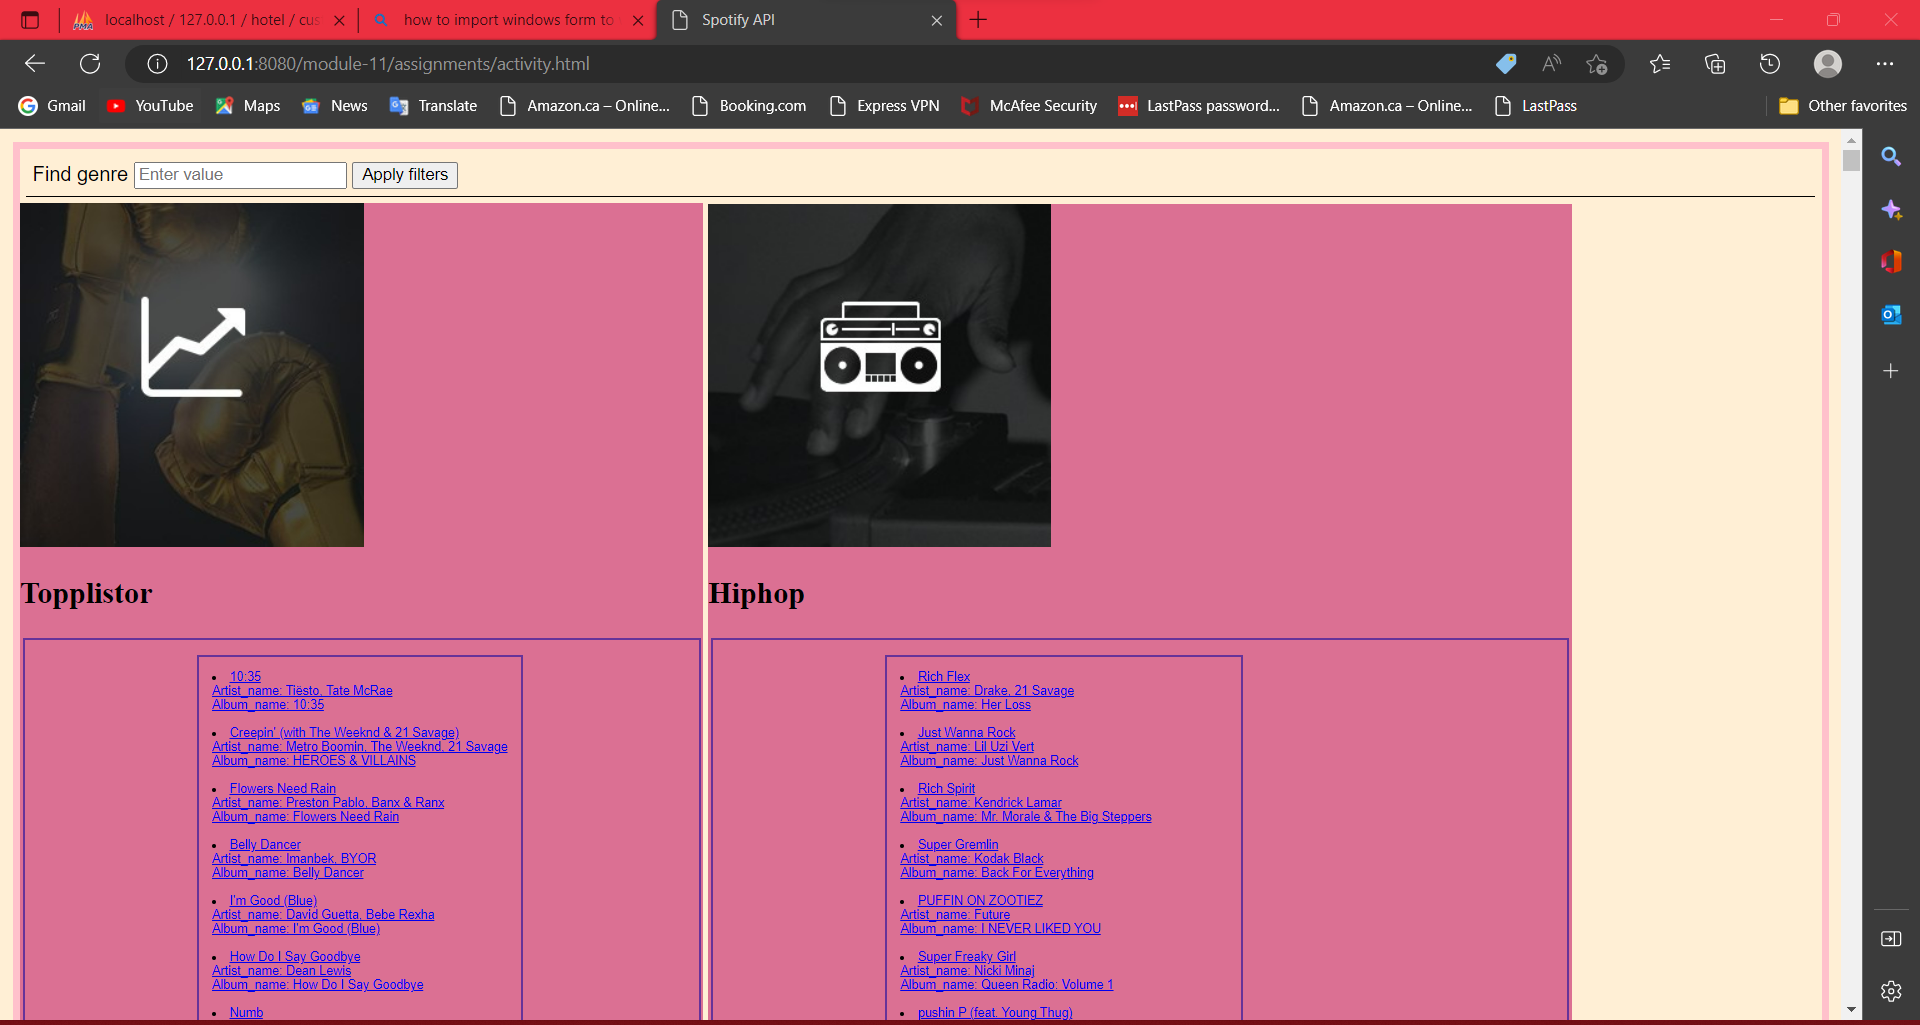 localhost / 127.0.0.1 / hotel / cus
how to import windows form to
Spotify API
127.0.0.1:8080/module-11/assignments/activity.html
Gmail
YouTube
Maps
News
Translate
Amazon.ca – Online...
Booking.com
Express VPN
McAfee Security
LastPass password...
Amazon.ca – Online...
LastPass
Other favorites
Find genre
Enter value
Apply filters
Topplistor
10:35
Artist_name: Tiësto, Tate McRae
Album_name: 10:35
Creepin' (with The Weeknd & 21 Savage)
Artist_name: Metro Boomin, The Weeknd, 21 Savage
Album_name: HEROES & VILLAINS
Flowers Need Rain
Artist_name: Preston Pablo, Banx & Ranx
Album_name: Flowers Need Rain
Belly Dancer
Artist_name: Imanbek, BYOR
Album_name: Belly Dancer
I'm Good (Blue)
Artist_name: David Guetta, Bebe Rexha
Album_name: I'm Good (Blue)
How Do I Say Goodbye
Artist_name: Dean Lewis
Album_name: How Do I Say Goodbye
Numb
Hiphop
Rich Flex
Artist_name: Drake, 21 Savage
Album_name: Her Loss
Just Wanna Rock
Artist_name: Lil Uzi Vert
Album_name: Just Wanna Rock
Rich Spirit
Artist_name: Kendrick Lamar
Album_name: Mr. Morale & The Big Steppers
Super Gremlin
Artist_name: Kodak Black
Album_name: Back For Everything
PUFFIN ON ZOOTIEZ
Artist_name: Future
Album_name: I NEVER LIKED YOU
Super Freaky Girl
Artist_name: Nicki Minaj
Album_name: Queen Radio: Volume 1
pushin P (feat. Young Thug)